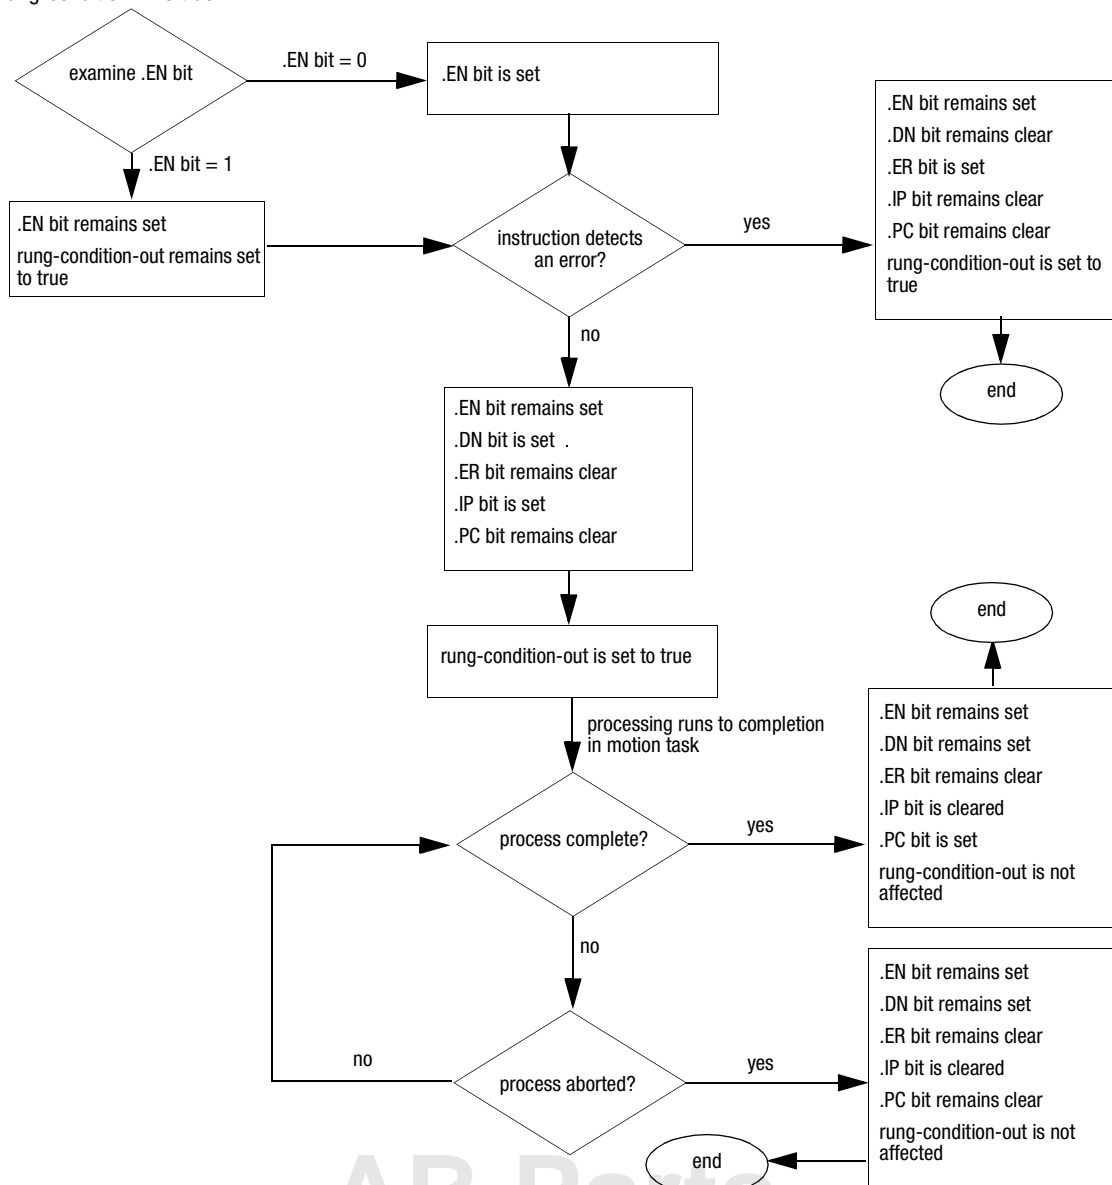 examine .EN bit
.EN bit = 0
.EN bit is set
.EN bit = 1
.EN bit remains set
rung-condition-out remains set
to true
instruction detects
an error?
yes
.EN bit remains set
.DN bit remains clear
.ER bit is set
.IP bit remains clear
.PC bit remains clear
rung-condition-out is set to
true
end
no
.EN bit remains set
.DN bit is set .
.ER bit remains clear
.IP bit is set
.PC bit remains clear
rung-condition-out is set to true
processing runs to completion
in motion task
process complete?
yes
end
.EN bit remains set
.DN bit remains set
.ER bit remains clear
.IP bit is cleared
.PC bit is set
rung-condition-out is not
affected
no
process aborted?
no
yes
.EN bit remains set
.DN bit remains set
.ER bit remains clear
.IP bit is cleared
.PC bit remains clear
rung-condition-out is not
affected
end
AB Parts